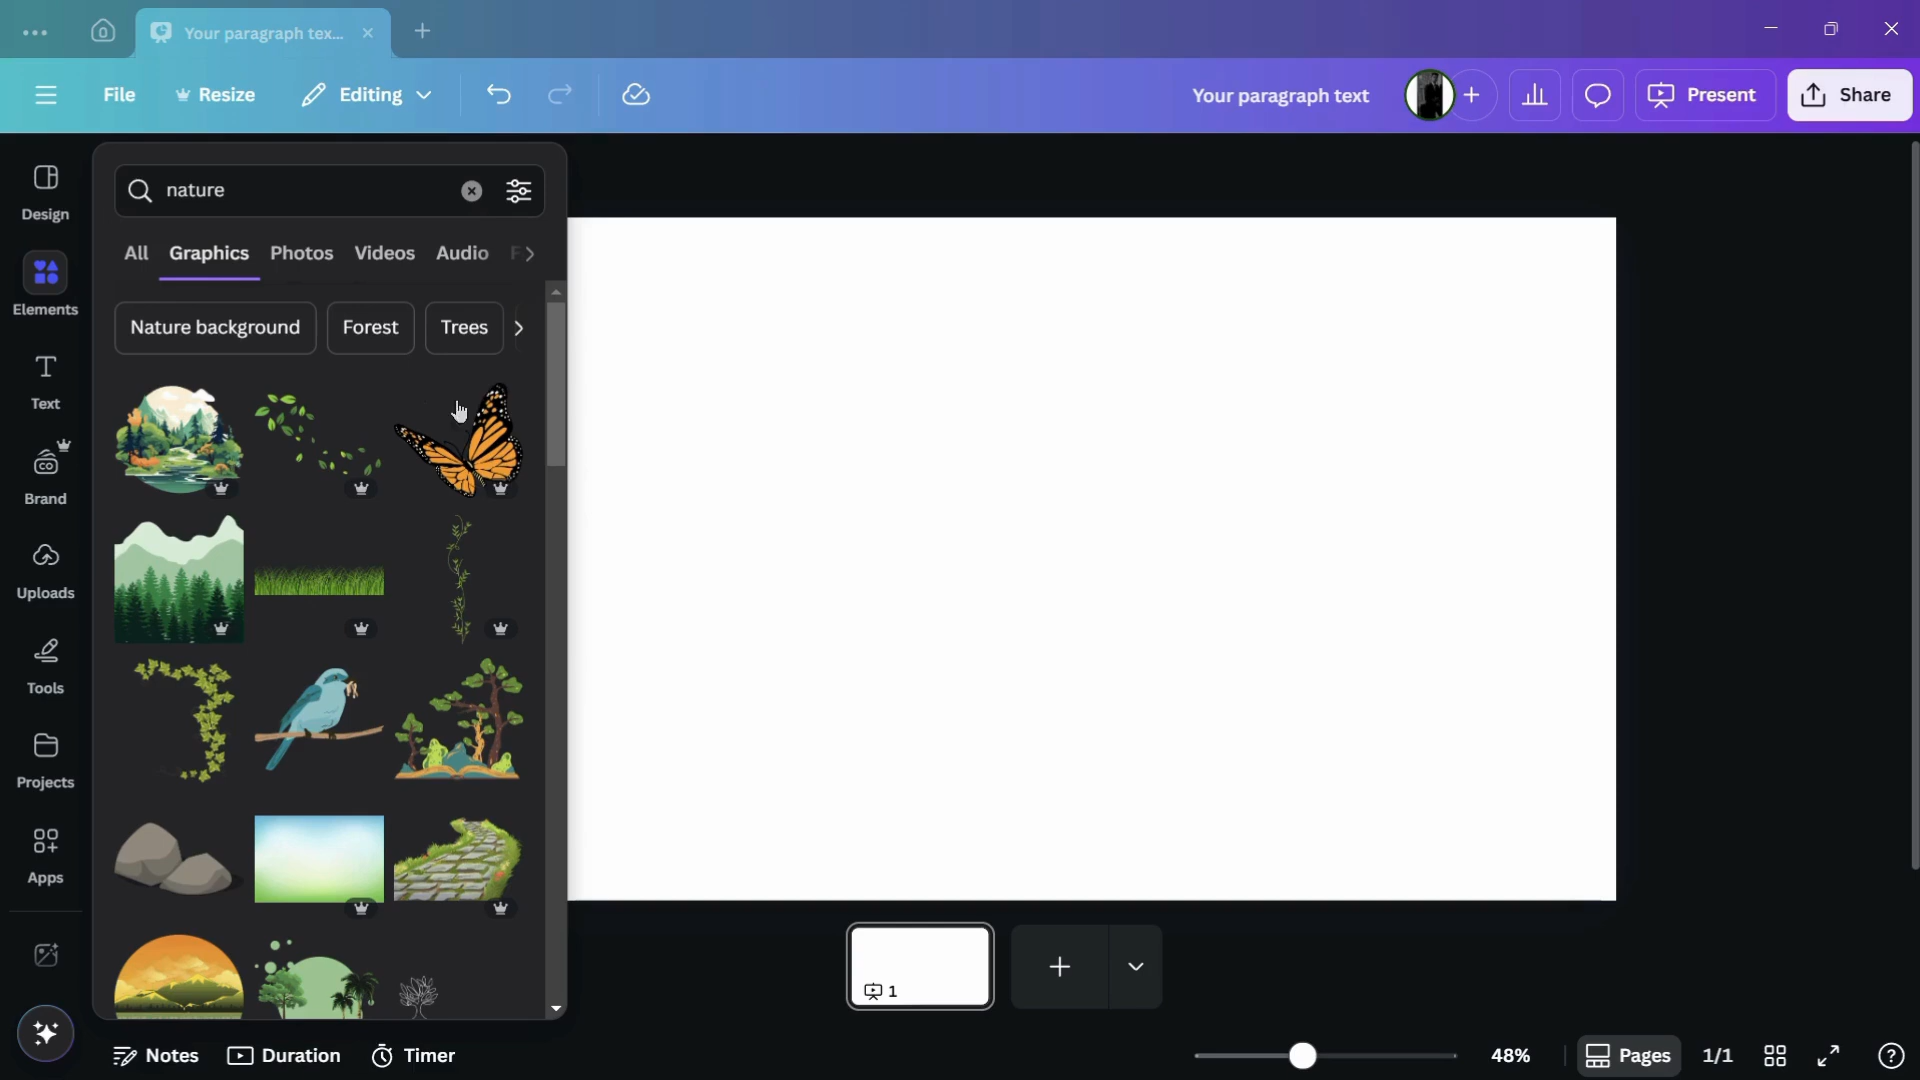 Your paragraph tex...
File
Resize
Editing
Your paragraph text
Present
Share
Design
Elements
Text
Brand
Uploads
Tools
Projects
Apps
nature
All Graphics Photos Videos Audio
Nature background Forest Trees
1
Notes Duration Timer
48%
Pages
1/1